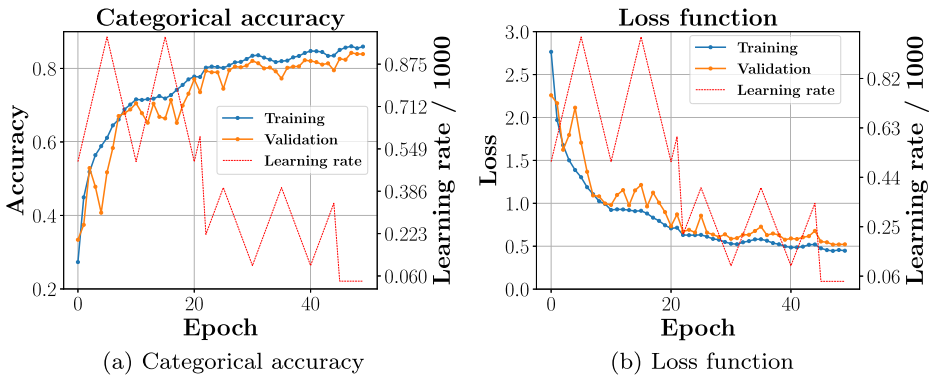 Categorical accuracy
0.8
0.6
0.4
0.2
Accuracy
0.875
0.712
0.549
0.386
0.223
0.060
Learning rate / 1000
Training
Validation
Learning rate
0
20
40
Epoch
(a) Categorical accuracy
Loss function
3.0
2.5
2.0
1.5
1.0
0.5
0.0
Loss
0.82
0.63
0.44
0.25
0.06
Learning rate / 1000
Training
Validation
Learning rate
0
20
40
Epoch
(b) Loss function